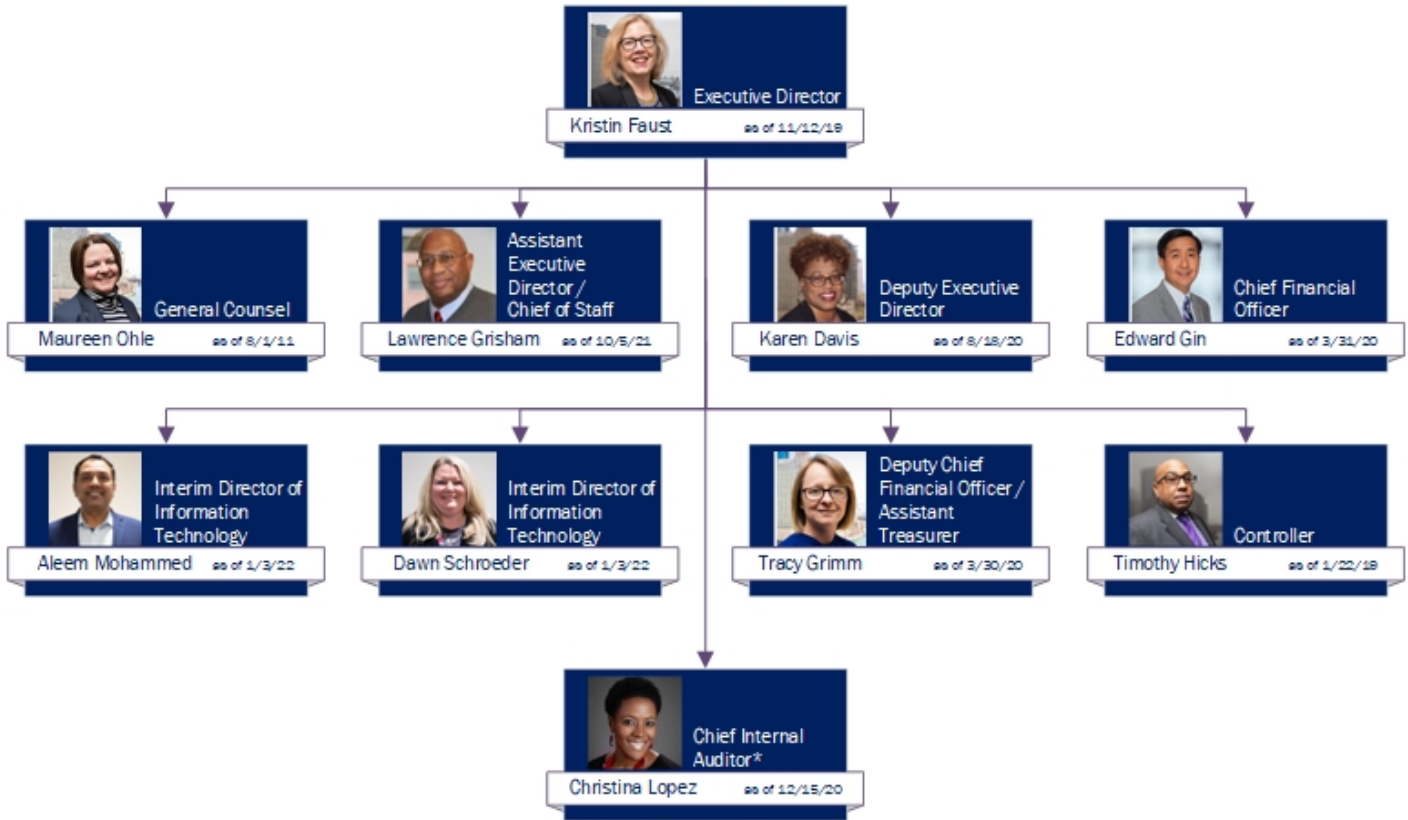 Executive Director
Kristin Faust as of 11/12/19
General Counsel
Maureen Ohle as of 8/1/11
Assistant
Executive
Director /
Chief of Staff
Lawrence Grisham as of 10/5/21
Deputy Executive
Director
Karen Davis as of 8/18/20
Chief Financial
Officer
Edward Gin as of 3/31/20
Interim Director of
Information
Technology
Aleem Mohammed as of 1/3/22
Interim Director of
Information
Technology
Dawn Schroeder as of 1/3/22
Deputy Chief
Financial Officer /
Assistant
Treasurer
Tracy Grimm as of 3/30/20
Controller
Timothy Hicks as of 1/22/19
Chief Internal
Auditor*
Christina Lopez as of 12/15/20